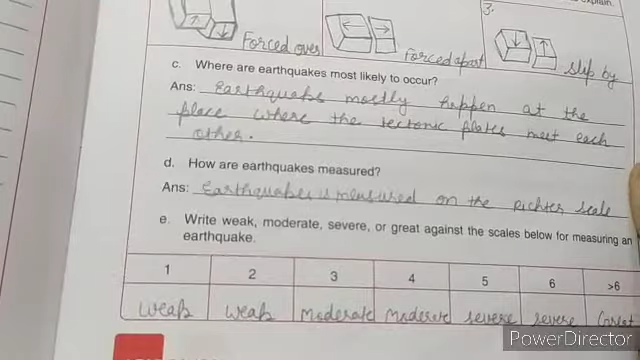 explain.
3.
Forced over
Forced apart
slip by
c. Where are earthquakes most likely to occur?
Ans: Earthquake mostly happen at the
place where the tectonic plates meet each
other.
d. How are earthquakes measured?
Ans: Earthquakes is measured on the Richter scale
e. Write weak, moderate, severe, or great against the scales below for measuring an
earthquake.
1 2 3 4 5 6 >6
weak weak Moderate Moderate severe severe Great
PowerDirector